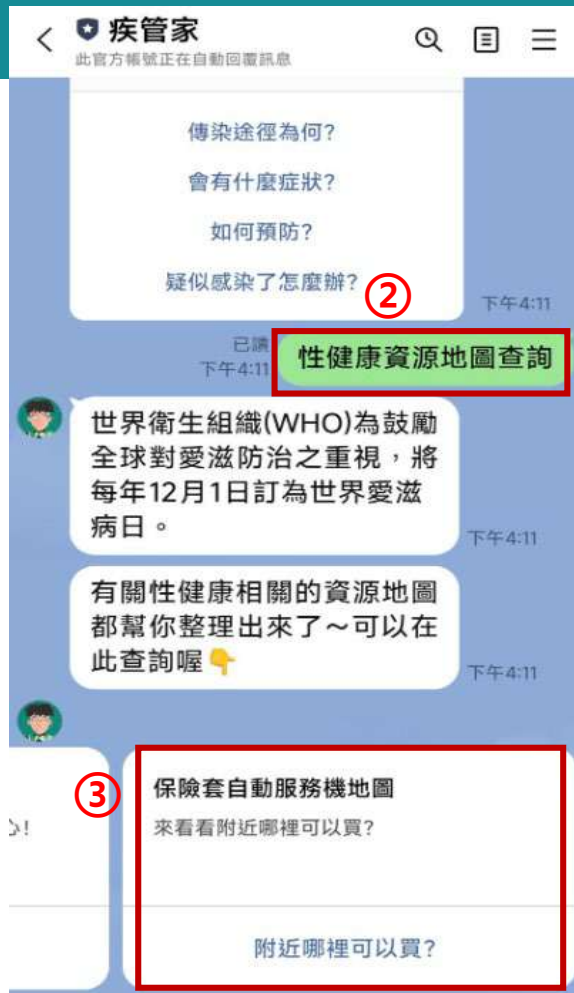 疾管家
此官方帳號正在自動回覆訊息
傳染途徑為何?
會有什麼症狀?
如何預防?
疑似感染了怎麼辦?
②
下午4:11
已讀
下午4:11
性健康資源地圖查詢
世界衛生組織(WHO)為鼓勵
全球對愛滋防治之重視，將
每年12月1日訂為世界愛滋
病日。
下午4:11
有關性健康相關的資源地圖
都幫你整理出來了～可以在
此查詢喔👇
下午4:11
③
保險套自動服務機地圖
來看看附近哪裡可以買?
附近哪裡可以買?